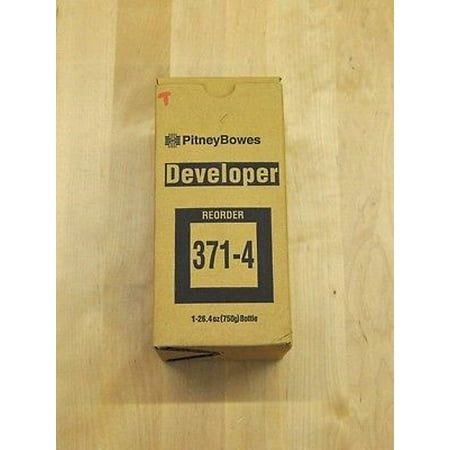 T
PitneyBowes
Developer
REORDER
371-4
1-26.4oz(750g)Bottle